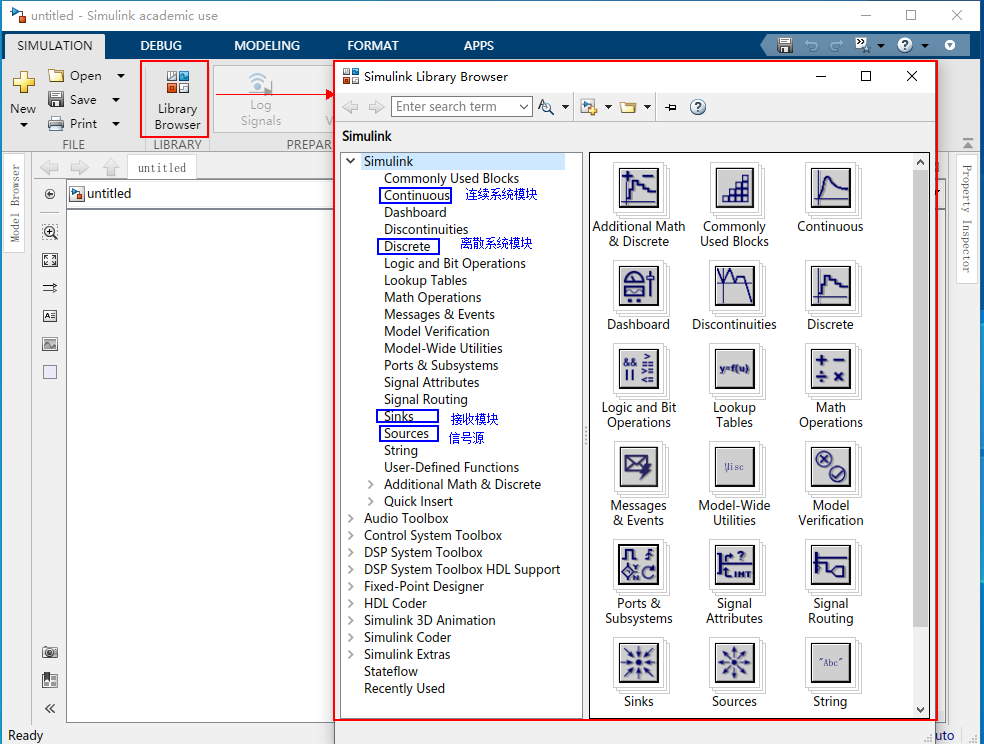 untitled - Simulink academic use
SIMULATION DEBUG MODELING FORMAT APPS
New
Open
Save
Print
FILE
Library
Browser
LIBRARY
Log
Signals
PREPAR
Model Browser
untitled
untitled
Property Inspector
Simulink Library Browser
Enter search term
Simulink
Simulink
Commonly Used Blocks
Continuous 连续系统模块
Dashboard
Discontinuities
Discrete 离散系统模块
Logic and Bit Operations
Lookup Tables
Math Operations
Messages & Events
Model Verification
Model-Wide Utilities
Ports & Subsystems
Signal Attributes
Signal Routing
Sinks 接收模块
Sources 信号源
String
User-Defined Functions
Additional Math & Discrete
Quick Insert
Audio Toolbox
Control System Toolbox
DSP System Toolbox
DSP System Toolbox HDL Support
Fixed-Point Designer
HDL Coder
Simulink 3D Animation
Simulink Coder
Simulink Extras
Stateflow
Recently Used
Additional Math
& Discrete
Commonly
Used Blocks
Continuous
Dashboard
Discontinuities
Discrete
y=f(u)
Logic and Bit
Operations
Lookup
Tables
Math
Operations
Misc
Messages
& Events
Model-Wide
Utilities
Model
Verification
Ports &
Subsystems
Signal
Attributes
Signal
Routing
"Abc"
Sinks
Sources
String
Ready
uto